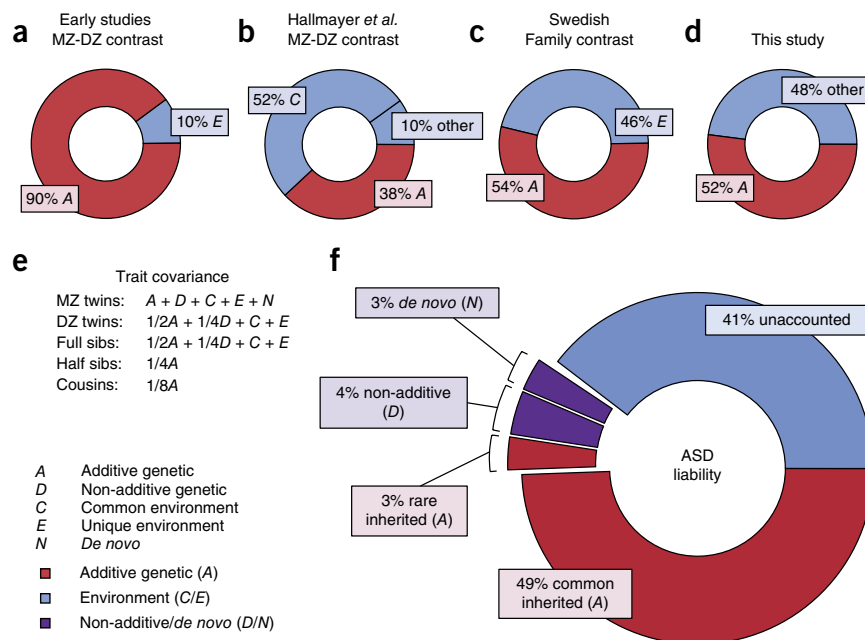 a
Early studies
MZ-DZ contrast
10% E
90% A
b
Hallmayer et al.
MZ-DZ contrast
52% C
10% other
38% A
c
Swedish
Family contrast
46% E
54% A
d
This study
48% other
52% A
e
Trait covariance
MZ twins: A + D + C + E + N
DZ twins: 1/2A + 1/4D + C + E
Full sibs: 1/2A + 1/4D + C + E
Half sibs: 1/4A
Cousins: 1/8A
A Additive genetic
D Non-additive genetic
C Common environment
E Unique environment
N De novo
Additive genetic (A)
Environment (C/E)
Non-additive/de novo (D/N)
f
3% de novo (N)
41% unaccounted
4% non-additive
(D)
ASD
liability
3% rare
inherited (A)
49% common
inherited (A)